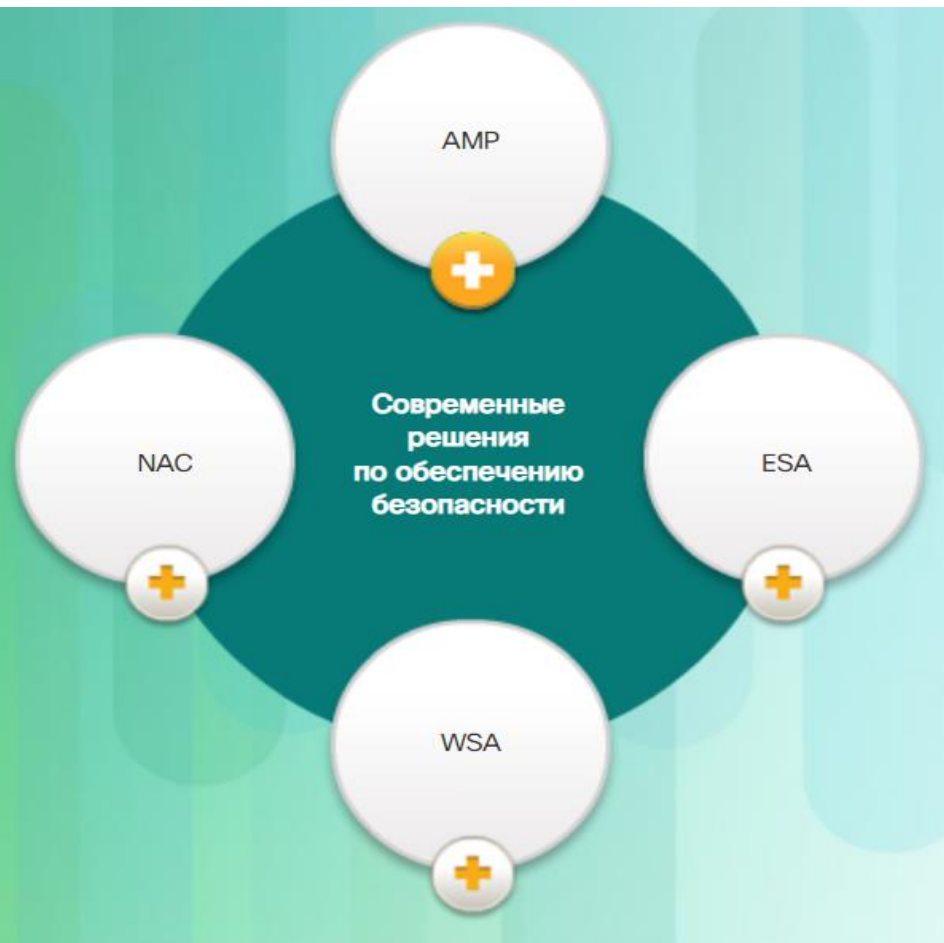 AMP
NAC
Современные
решения
по обеспечению
безопасности
ESA
WSA